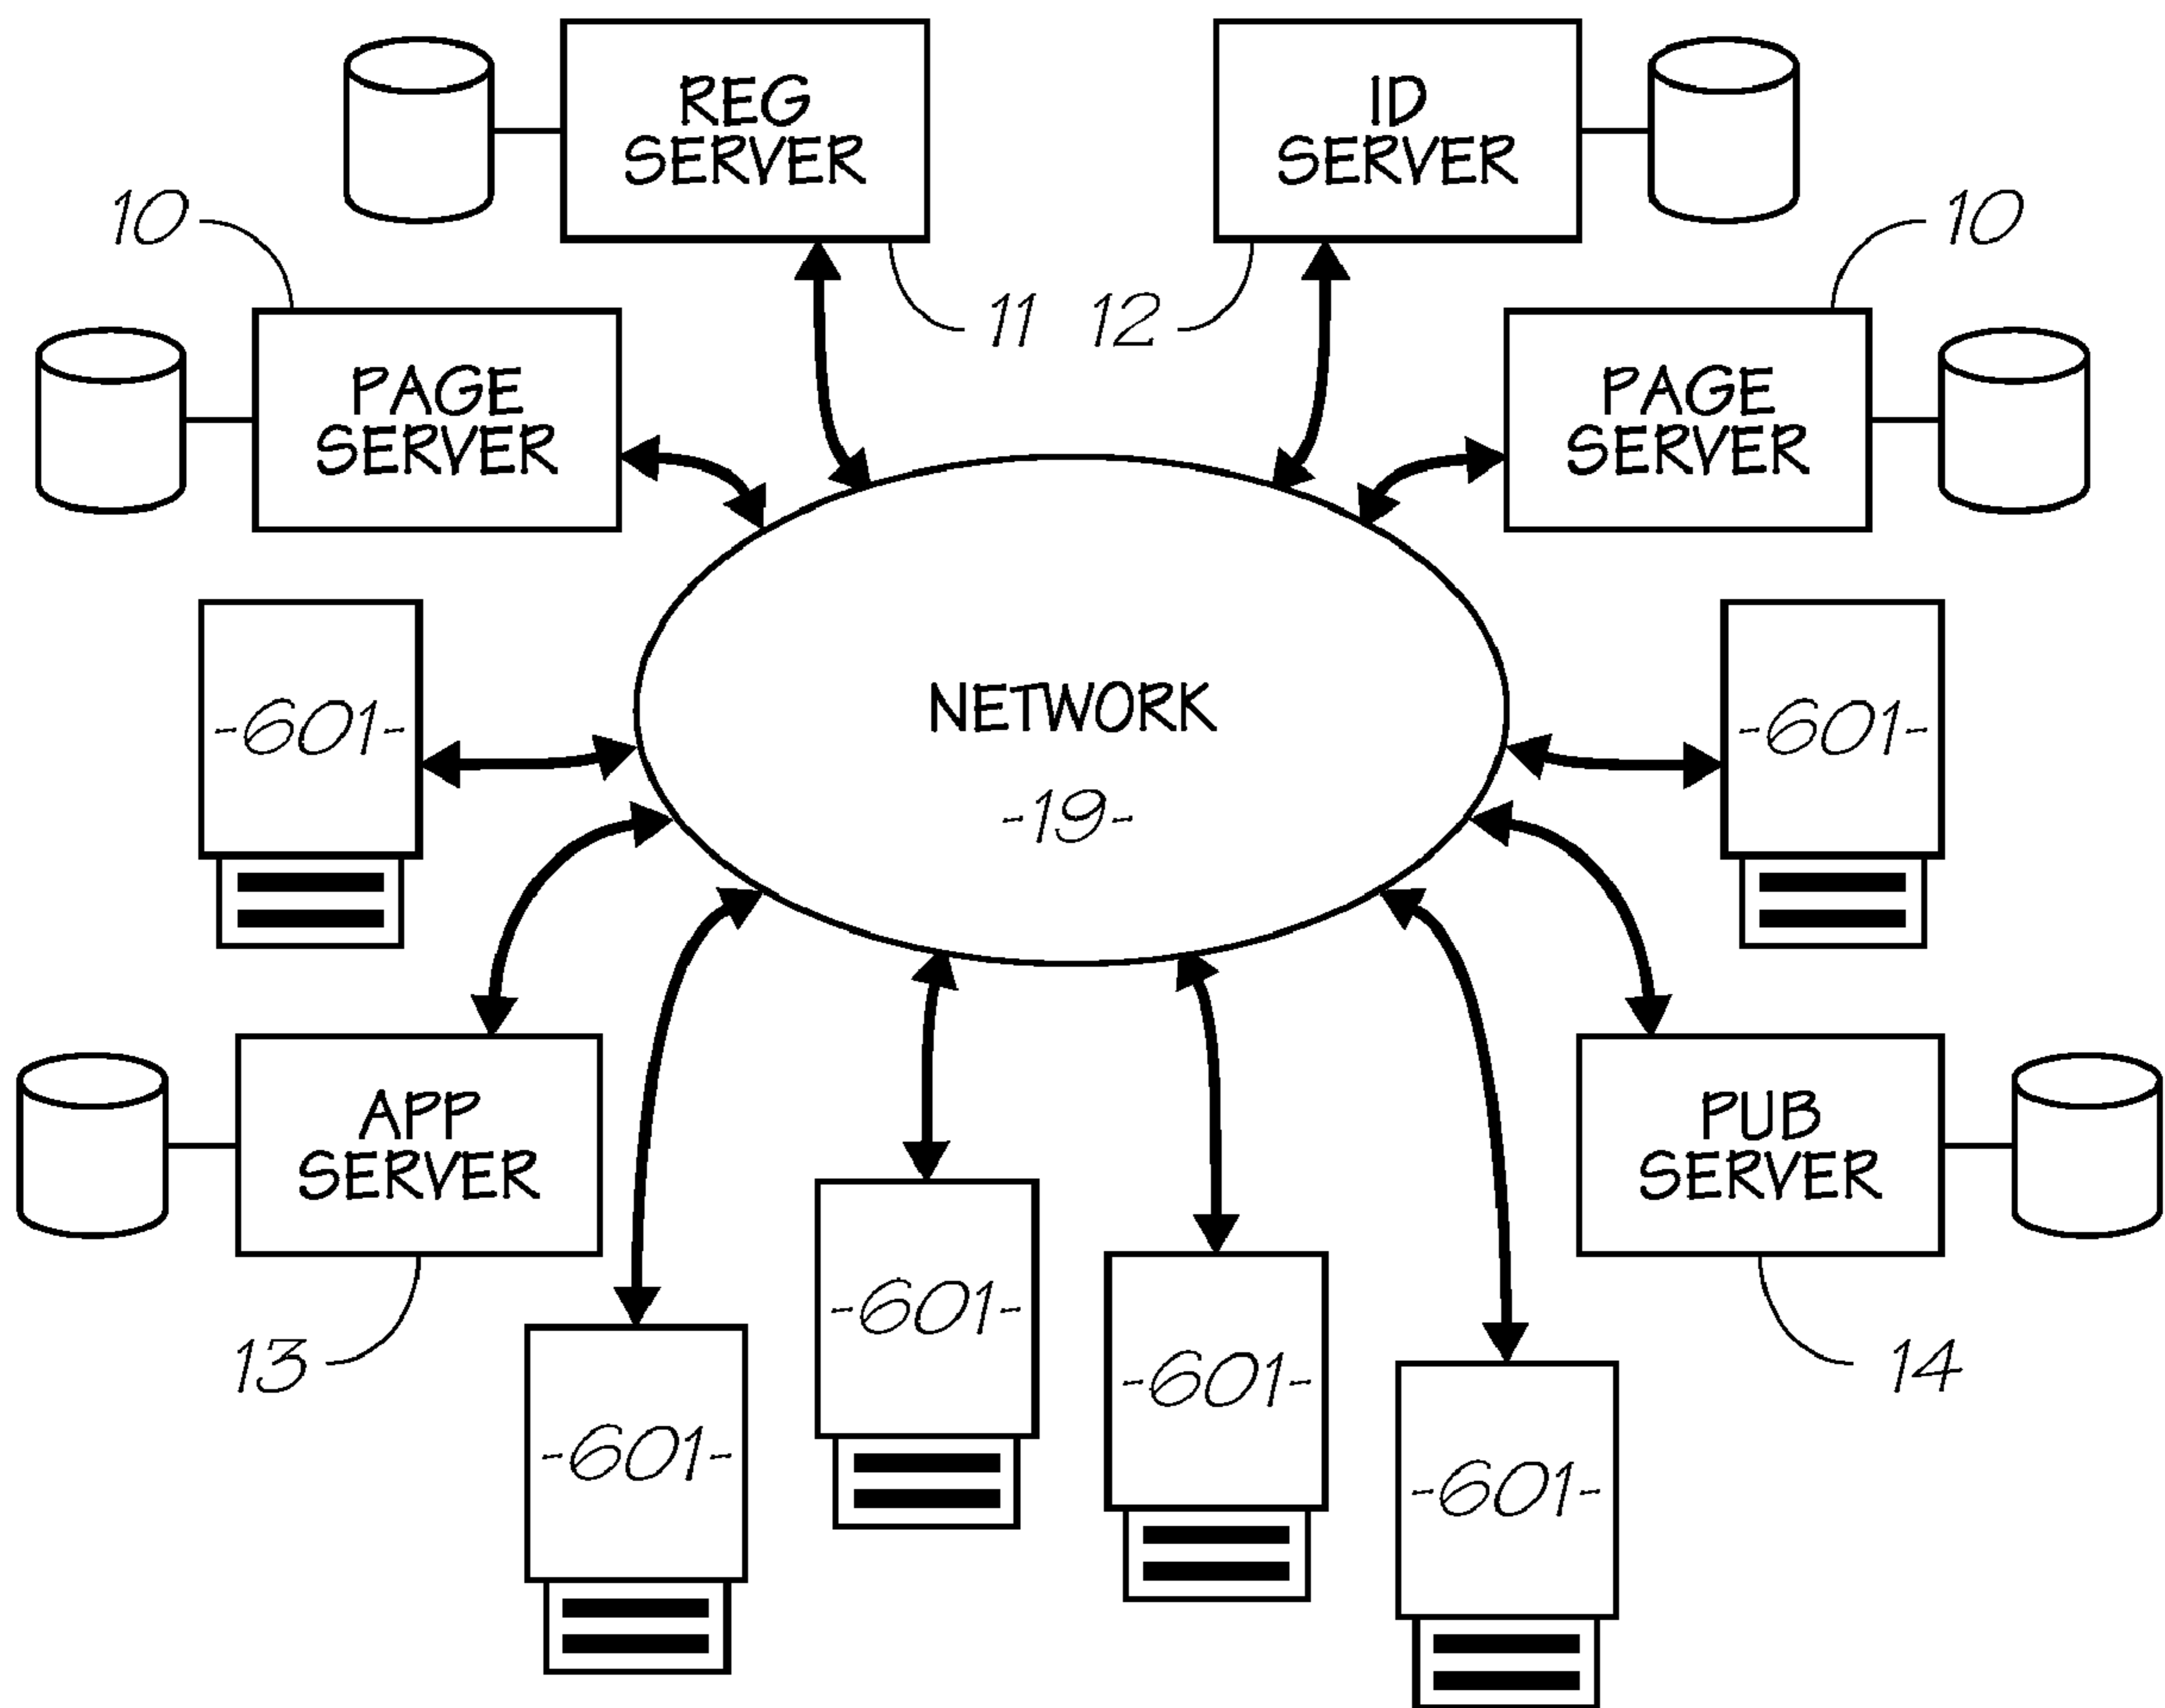 REG
SERVER
ID
SERVER
10
10
11
12
PAGE
SERVER
PAGE
SERVER
-601-
NETWORK
-19-
-601-
APP
SERVER
PUB
SERVER
13
-601-
-601-
-601-
-601-
14